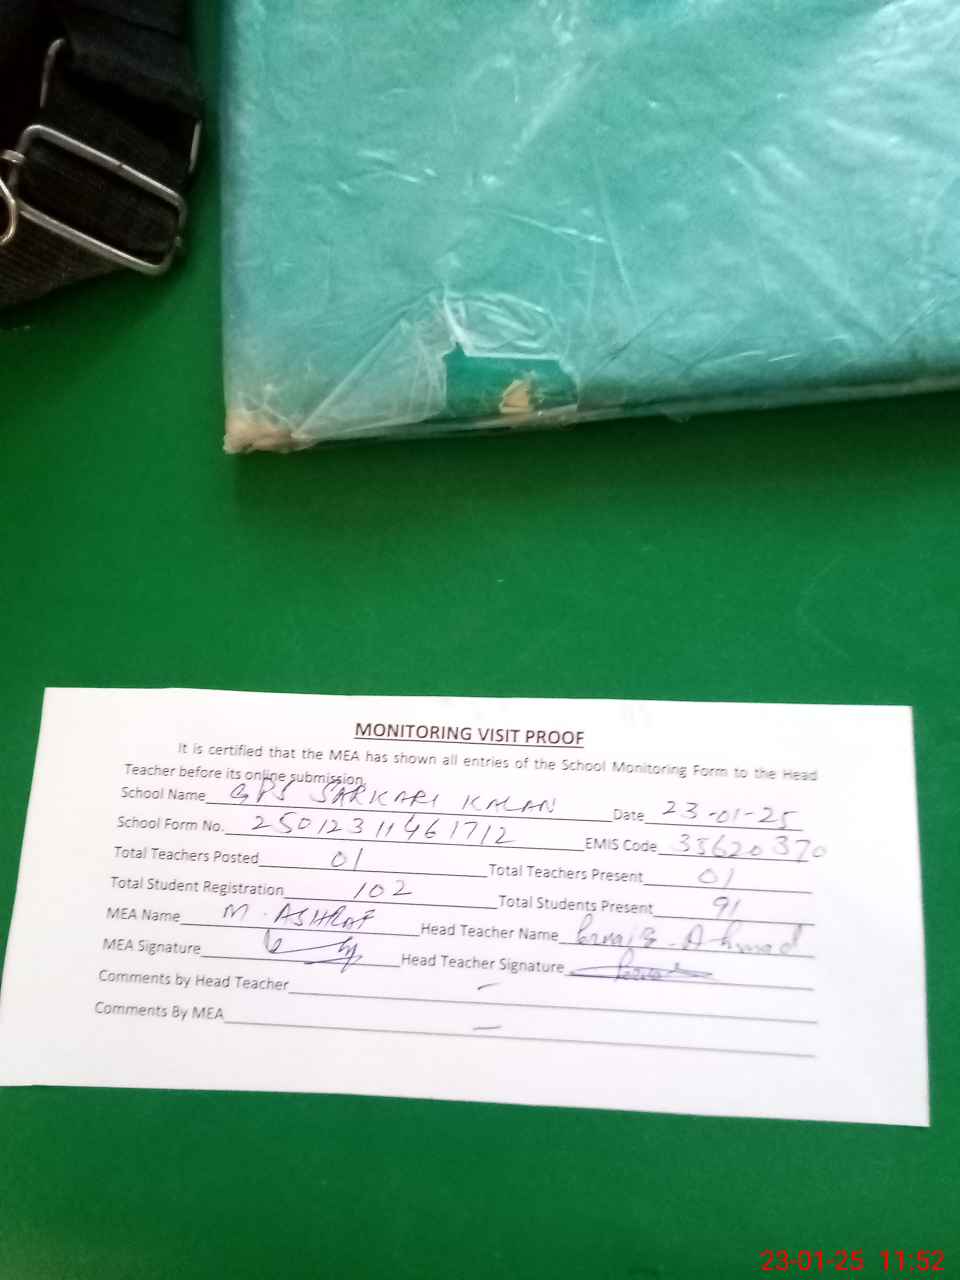 MONITORING VISIT PROOF
It is certified that the MEA has shown all entries of the School Monitoring Form to the Head
Teacher before its online submission.
School Name GPS SARKARI KALAN Date 23-01-25
School Form No. 25012311461712 EMIS Code 35620370
Total Teachers Posted 01 Total Teachers Present 01
Total Student Registration 102 Total Students Present 91
MEA Name M. ASHRAF Head Teacher Name Ahmad
MEA Signature Head Teacher Signature
Comments by Head Teacher -
Comments By MEA -
23-01-25 11:52